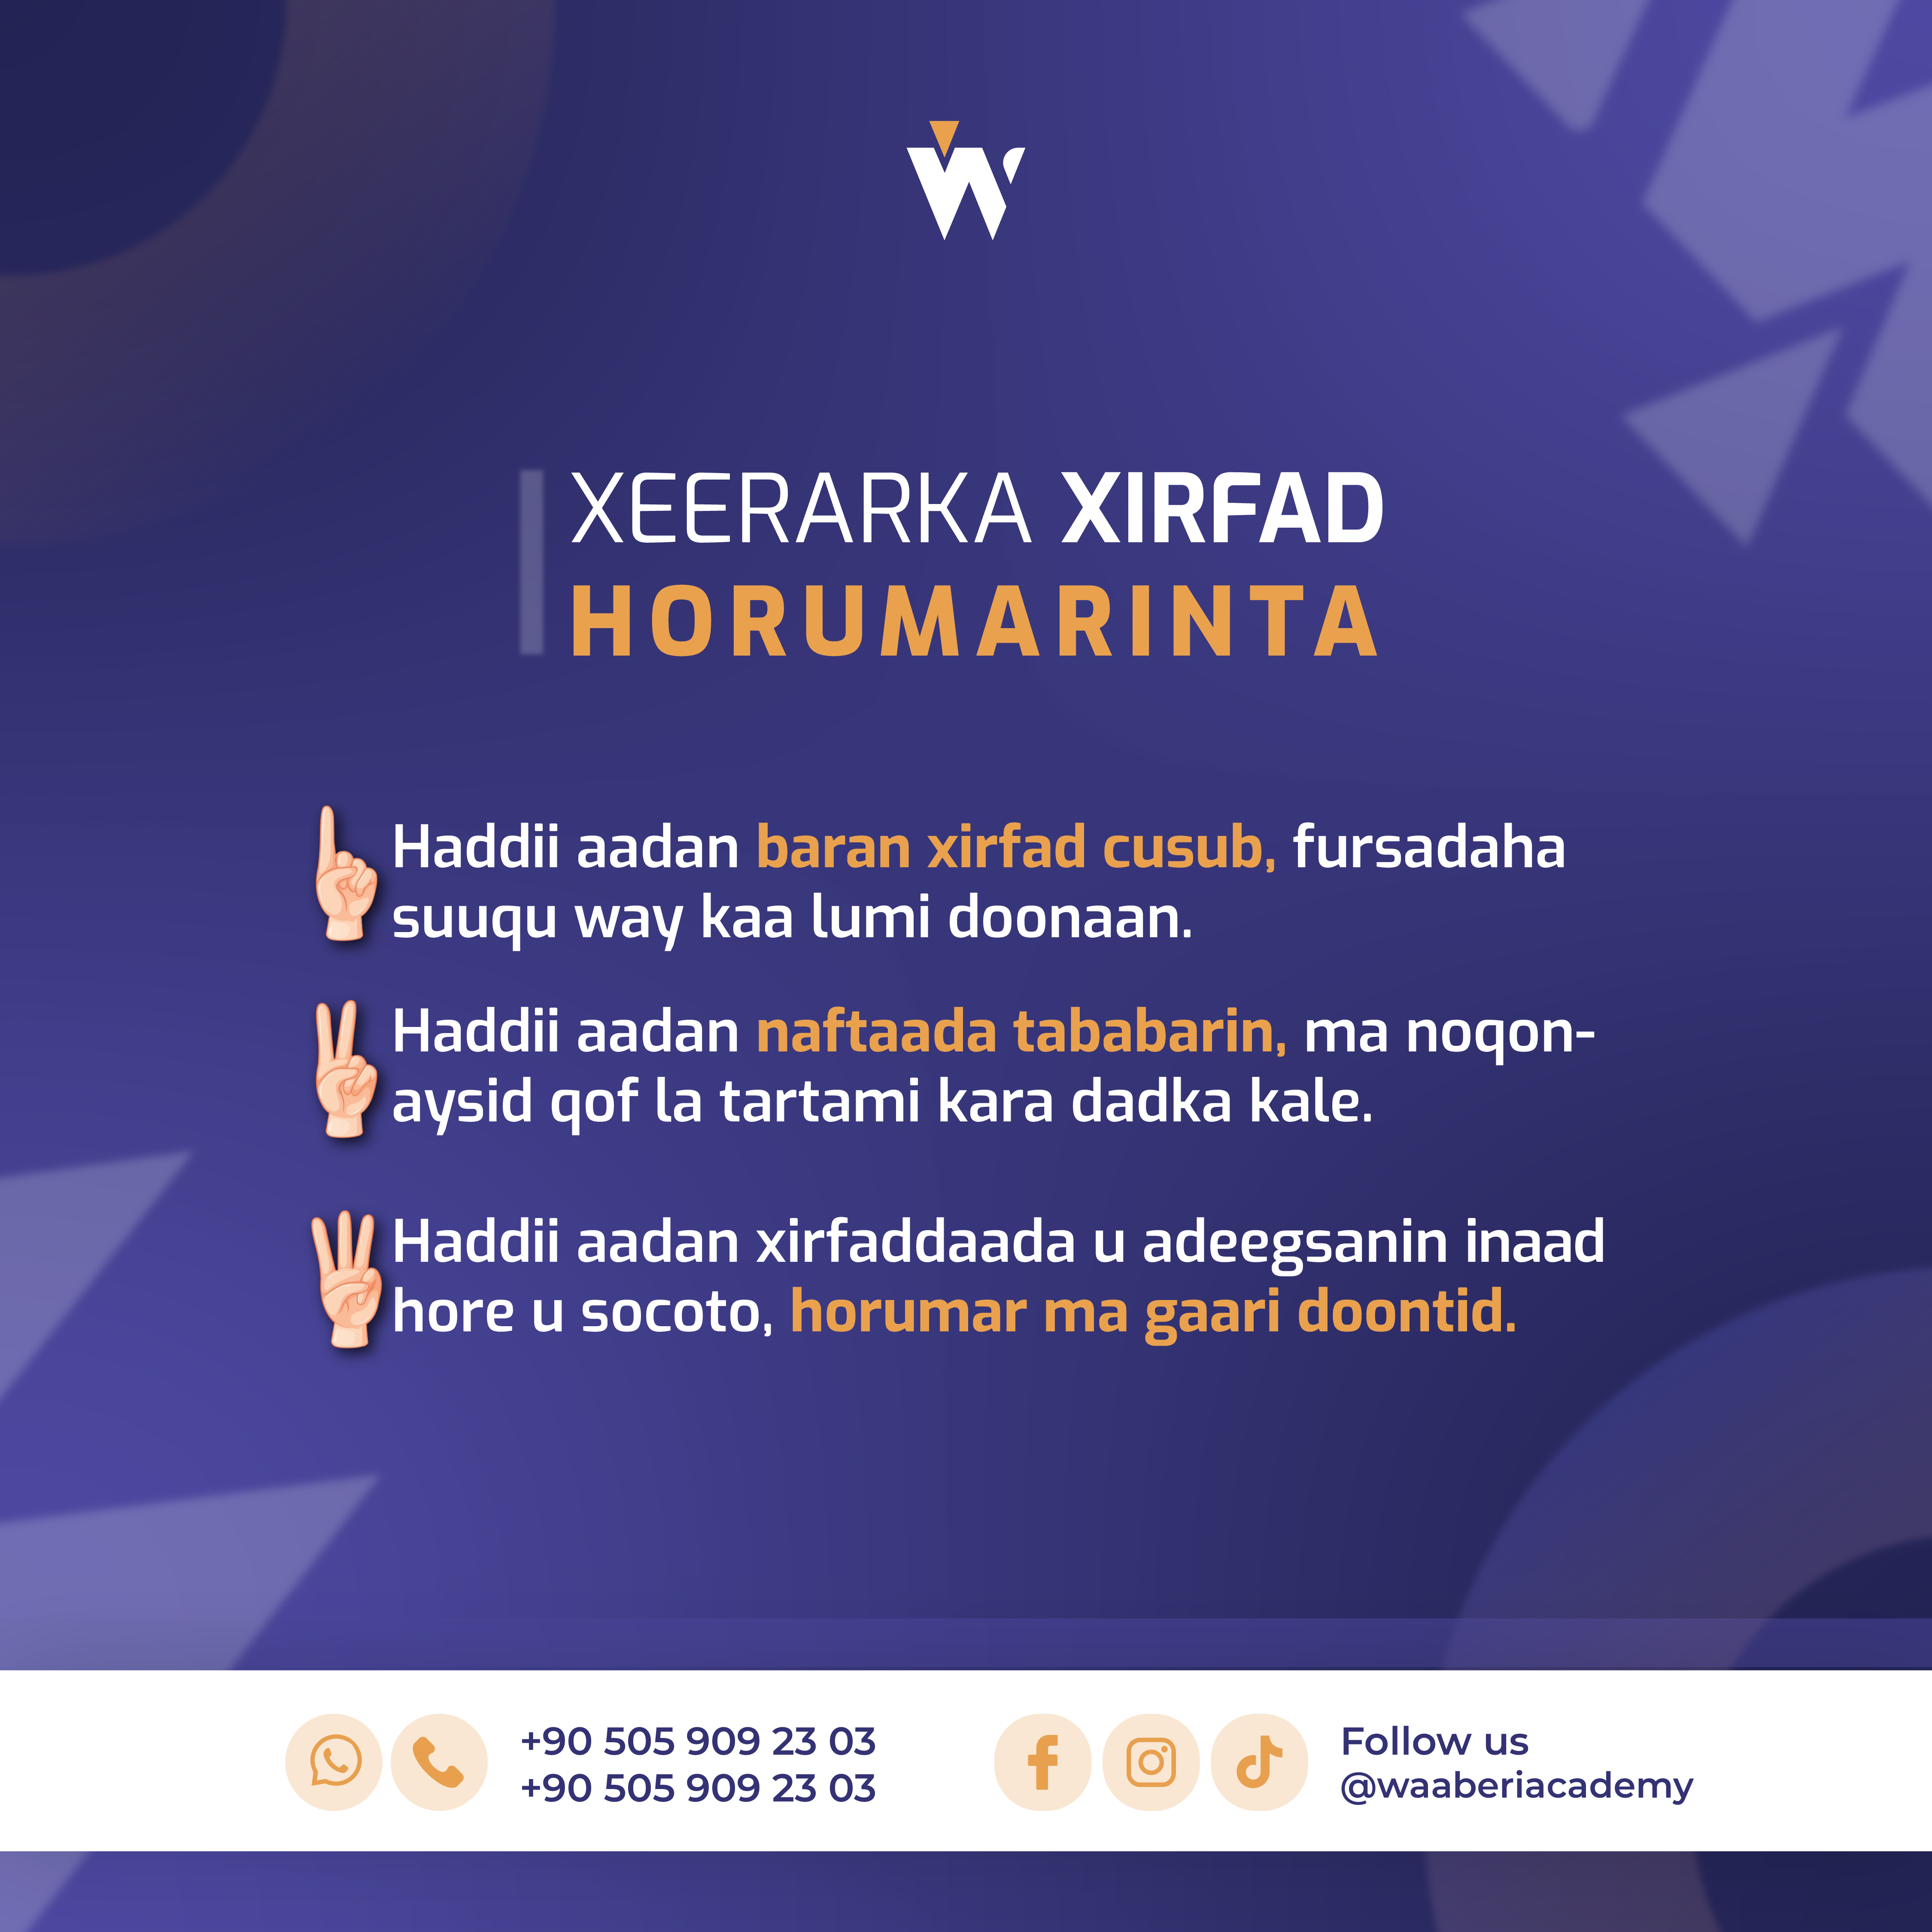 XEERARKA XIRFAD
HORUMARINTA
Haddii aadan baran xirfad cusub, fursadaha
suuqu way kaa lumi doonaan.
Haddii aadan naftaada tababarin, ma noqon-
aysid qof la tartami kara dadka kale.
Haddii aadan xirfaddaada u adeegsanin inaad
hore u socoto, horumar ma gaari doontid.
+90 505 909 23 03
+90 505 909 23 03
Follow us
@waaberiacademy